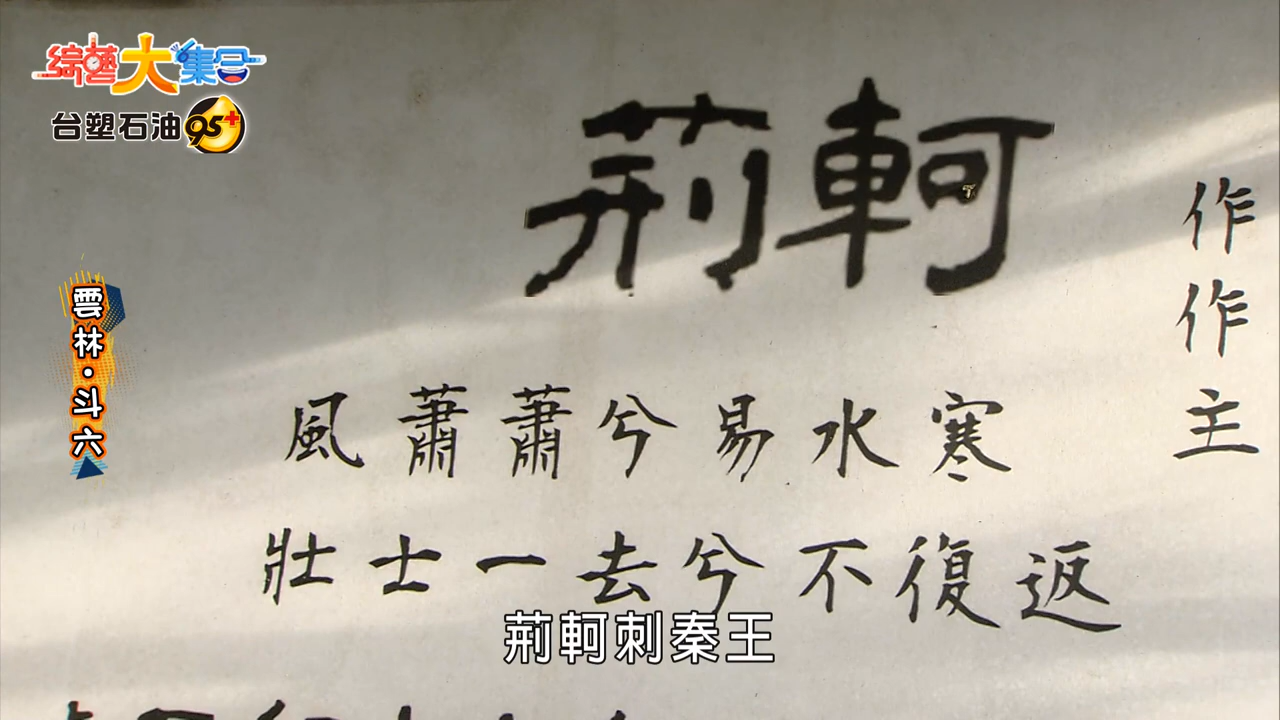 綜藝大集合
台塑石油95+
荊軻
作作主
雲林·斗六
風蕭蕭兮易水寒
壯士一去兮不復返
荊軻刺秦王